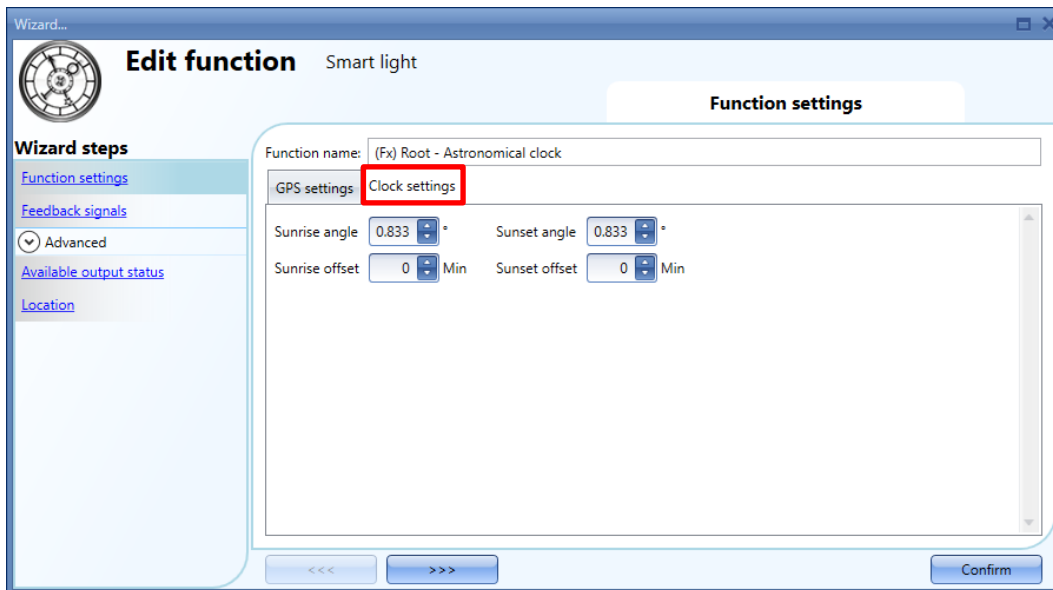 Wizard...
Edit function Smart light
Function settings
Wizard steps
Function settings
Feedback signals
Advanced
Available output status
Location
Function name: (Fx) Root - Astronomical clock
GPS settings Clock settings
Sunrise angle 0.833 ° Sunset angle 0.833 °
Sunrise offset 0 Min Sunset offset 0 Min
<<< >>> Confirm